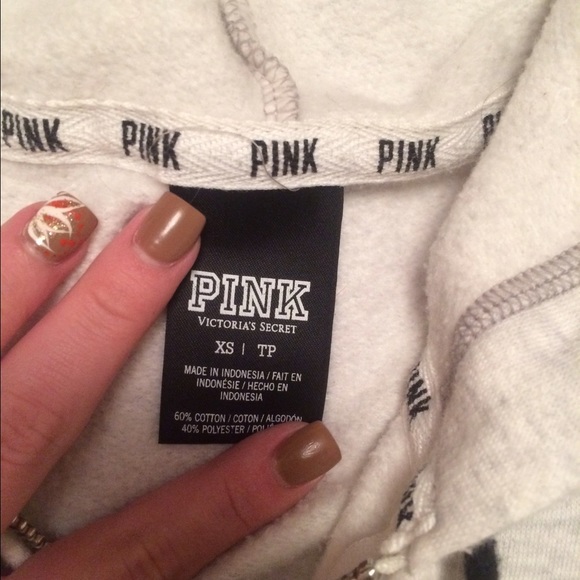 PINK PINK PINK PINK
PINK
VICTORIA'S SECRET
XS | TP
MADE IN INDONESIA / FAIT EN
INDONÉSIE / HECHO EN
INDONESIA
60% COTTON / COTON / ALGODÓN
40% POLYESTER /
PINK